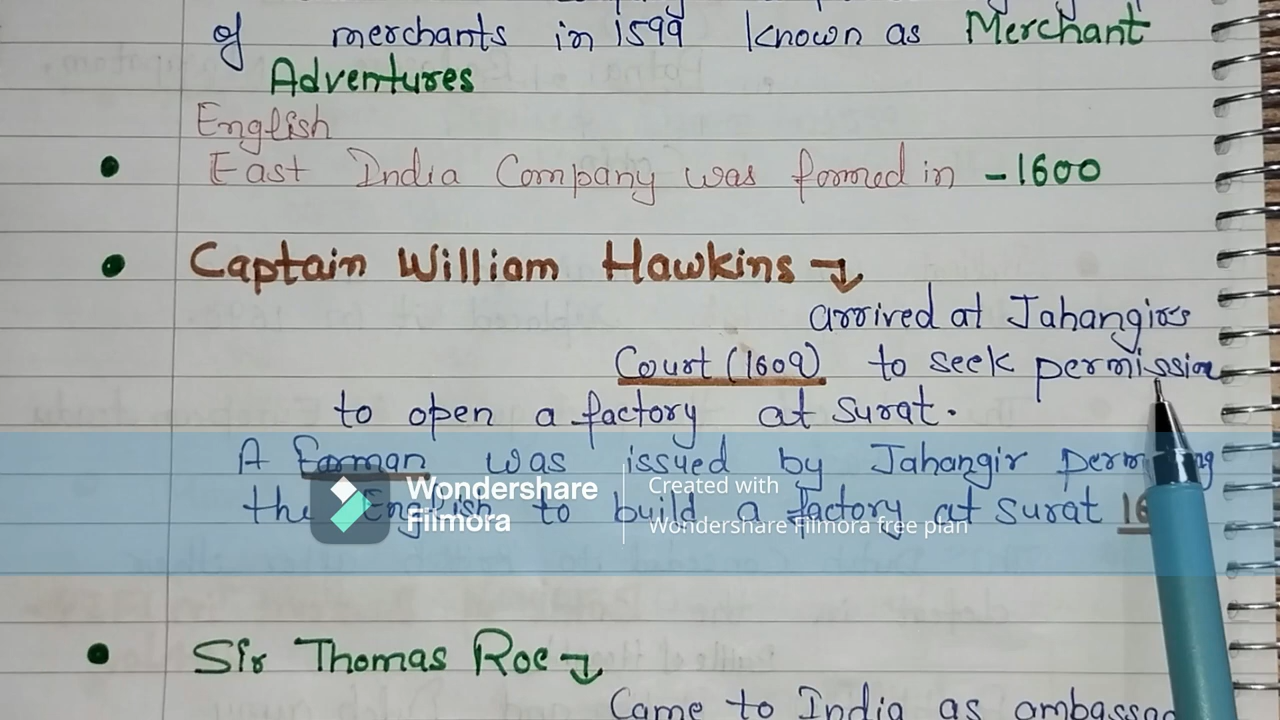 of merchants in 1599 known as Merchant
Adventures
English
East India Company was formed in -1600
Captain William Hawkins
arrived at Jahangirs
Court (1609) to seek permission
to open a factory at Surat.
A Farman was issued by Jahangir
the English to build a factory at Surat
Wondershare
Filmora
Created with
Wondershare Filmora free plan
Sir Thomas Roe
Came to India as